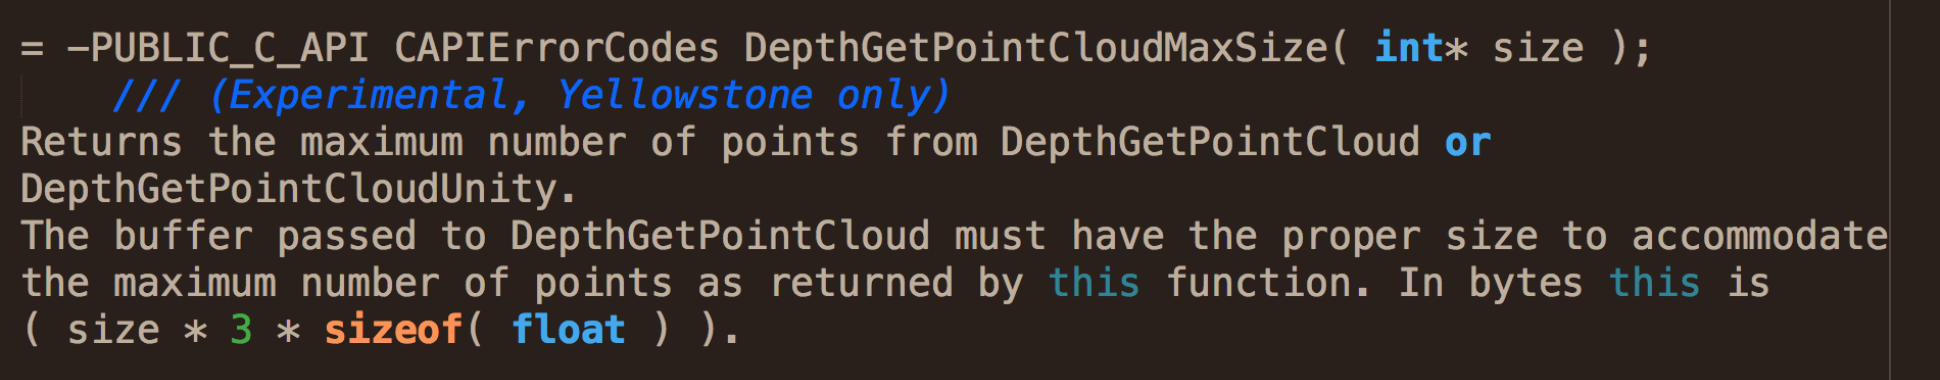 = –PUBLIC_C_API CAPIErrorCodes DepthGetPointCloudMaxSize( int* size );
/// (Experimental, Yellowstone only)
Returns the maximum number of points from DepthGetPointCloud or
DepthGetPointCloudUnity.
The buffer passed to DepthGetPointCloud must have the proper size to accommodate
the maximum number of points as returned by this function. In bytes this is
( size * 3 * sizeof( float ) ).